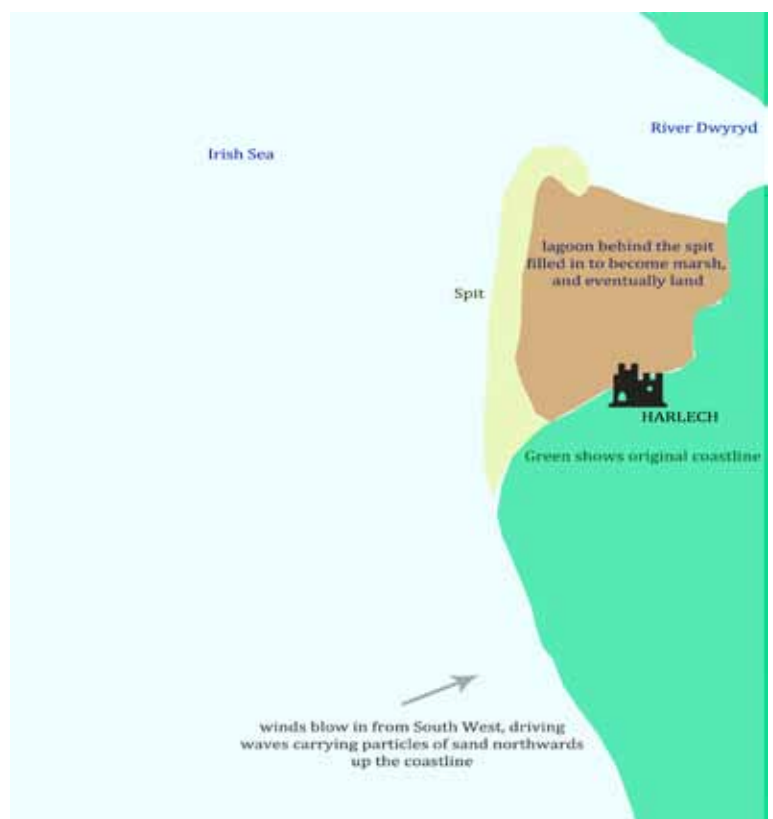 River Dwyryd
Irish Sea
lagoon behind the spit
filled in to become marsh,
and eventually land
Spit
HARLECH
Green shows original coastline
winds blow in from South West, driving
waves carrying particles of sand northwards
up the coastline